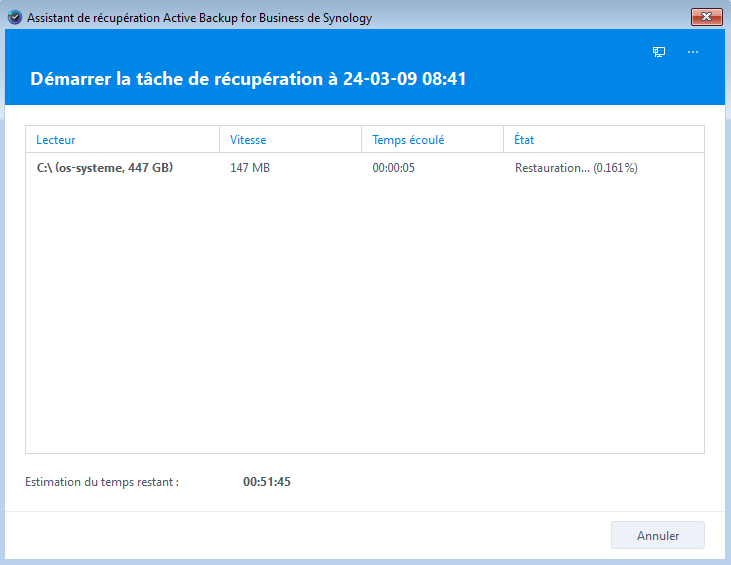 Assistant de récupération Active Backup for Business de Synology
Démarrer la tâche de récupération à 24-03-09 08:41
Lecteur Vitesse Temps écoulé État
C:\ (os-systeme, 447 GB) 147 MB 00:00:05 Restauration... (0.161%)
Estimation du temps restant : 00:51:45
Annuler